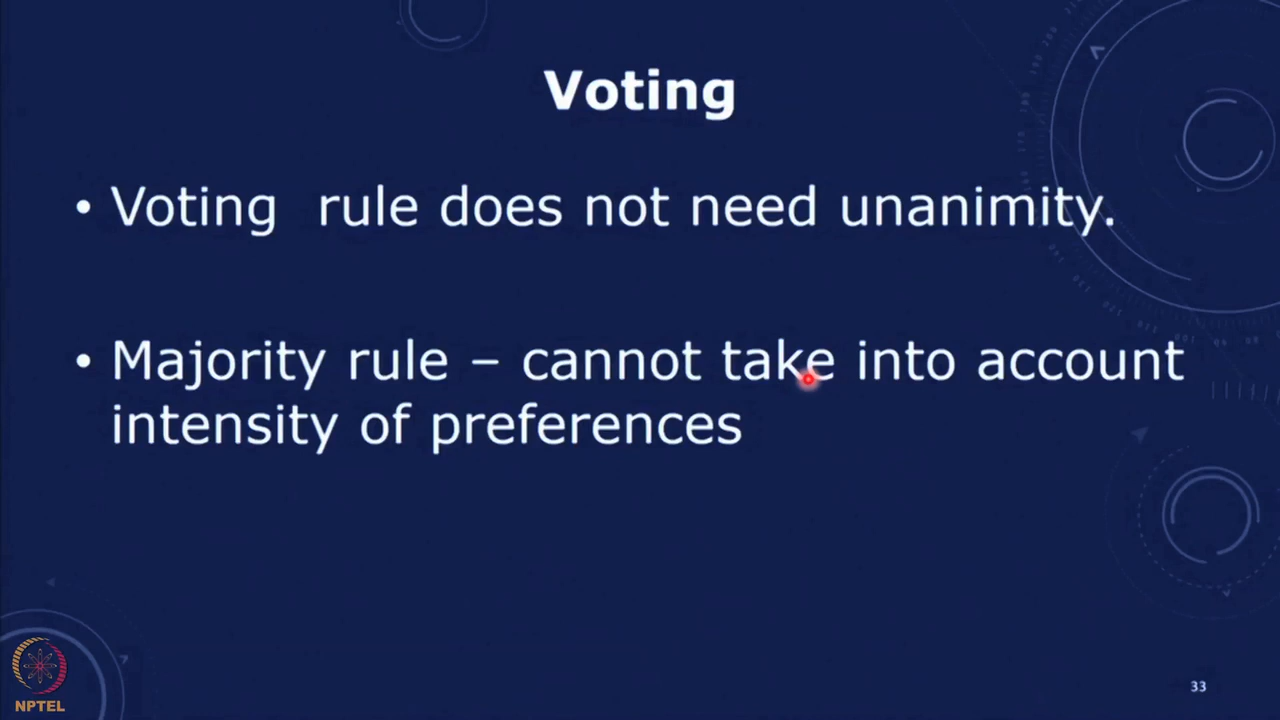 Voting
• Voting rule does not need unanimity.
• Majority rule – cannot take into account
intensity of preferences
NPTEL
33